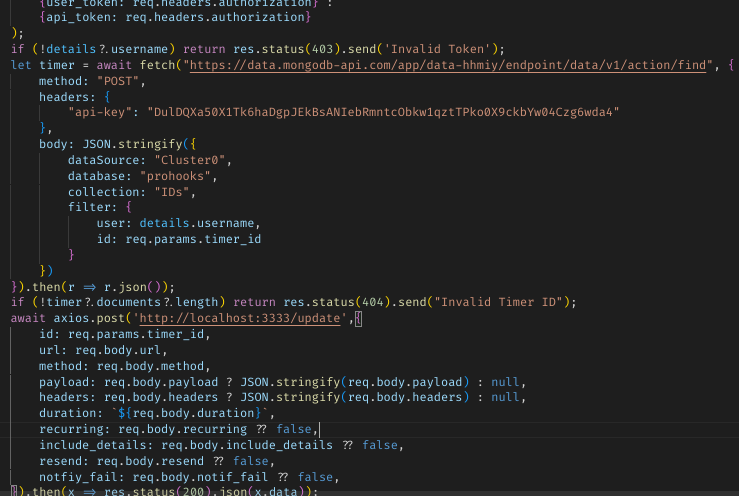 {user_token: req.headers.authorization} :
{api_token: req.headers.authorization}
);
if (!details?.username) return res.status(403).send('Invalid Token');
let timer = await fetch("https://data.mongodb-api.com/app/data-hhmiy/endpoint/data/v1/action/find", {
method: "POST",
headers: {
"api-key": "DulDQXa50X1Tk6haDgpJEkBsANIebRmntcObkw1qztTPko0X9ckbYw04Czg6wda4"
},
body: JSON.stringify({
dataSource: "Cluster0",
database: "prohooks",
collection: "IDs",
filter: {
user: details.username,
id: req.params.timer_id
}
})
}).then(r => r.json());
if (!timer?.documents?.length) return res.status(404).send("Invalid Timer ID");
await axios.post('http://localhost:3333/update',{
id: req.params.timer_id,
url: req.body.url,
method: req.body.method,
payload: req.body.payload ? JSON.stringify(req.body.payload) : null,
headers: req.body.headers ? JSON.stringify(req.body.headers) : null,
duration: `${req.body.duration}`,
recurring: req.body.recurring ?? false,
include_details: req.body.include_details ?? false,
resend: req.body.resend ?? false,
notfiy_fail: req.body.notif_fail ?? false,
}).then(x => res.status(200).json(x.data));